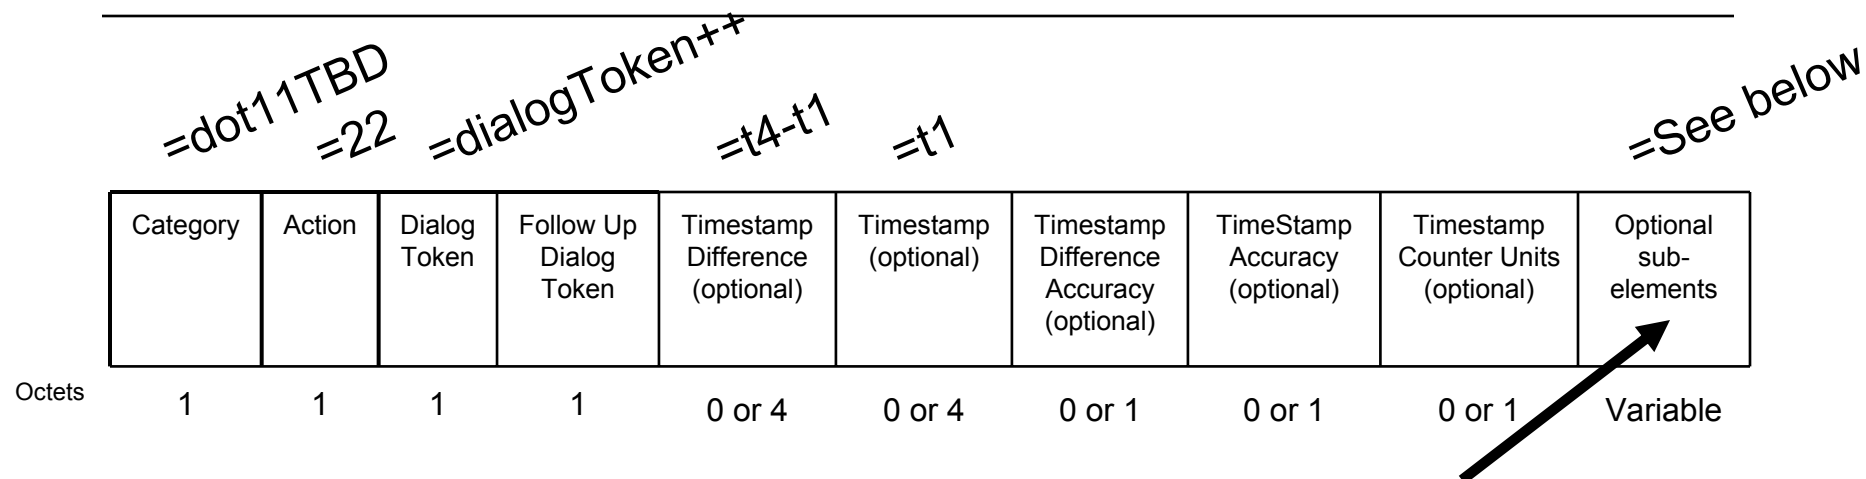 =dot11TBD =22 =dialogToken++ =t4-t1 =t1 =See below
Category Action Dialog Token Follow Up Dialog Token Timestamp Difference (optional) Timestamp (optional) Timestamp Difference Accuracy (optional) TimeStamp Accuracy (optional) Timestamp Counter Units (optional) Optional sub-elements
Octets 1 1 1 1 0 or 4 0 or 4 0 or 1 0 or 1 0 or 1 Variable